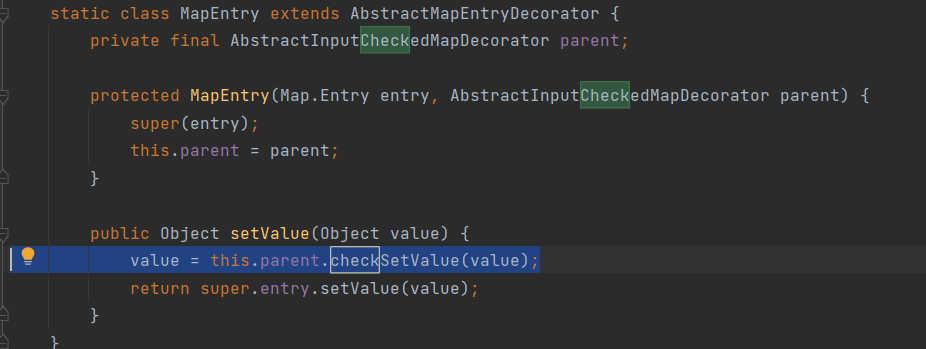 static class MapEntry extends AbstractMapEntryDecorator {
private final AbstractInputCheckedMapDecorator parent;
protected MapEntry(Map.Entry entry, AbstractInputCheckedMapDecorator parent) {
super(entry);
this.parent = parent;
}
public Object setValue(Object value) {
value = this.parent.checkSetValue(value);
return super.entry.setValue(value);
}
}